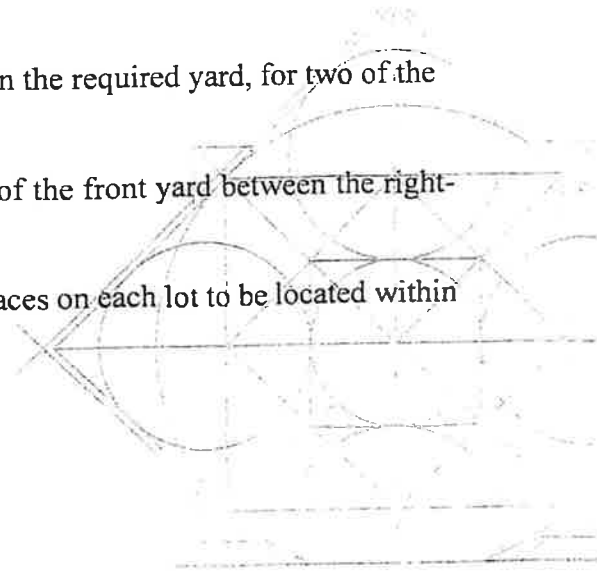 n the required yard, for two of the
of the front yard between the right-
aces on each lot to be located within